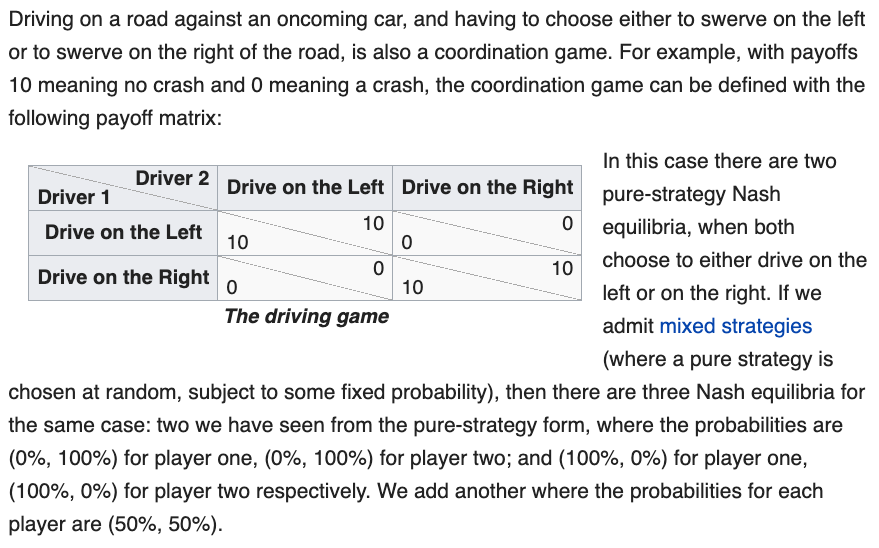 Driving on a road against an oncoming car, and having to choose either to swerve on the left
or to swerve on the right of the road, is also a coordination game. For example, with payoffs
10 meaning no crash and 0 meaning a crash, the coordination game can be defined with the
following payoff matrix:
Driver 2
Driver 1
Drive on the Left
Drive on the Right
Drive on the Left
10
10
0
0
Drive on the Right
0
0
10
10
The driving game
In this case there are two
pure-strategy Nash
equilibria, when both
choose to either drive on the
left or on the right. If we
admit mixed strategies
(where a pure strategy is
chosen at random, subject to some fixed probability), then there are three Nash equilibria for
the same case: two we have seen from the pure-strategy form, where the probabilities are
(0%, 100%) for player one, (0%, 100%) for player two; and (100%, 0%) for player one,
(100%, 0%) for player two respectively. We add another where the probabilities for each
player are (50%, 50%).